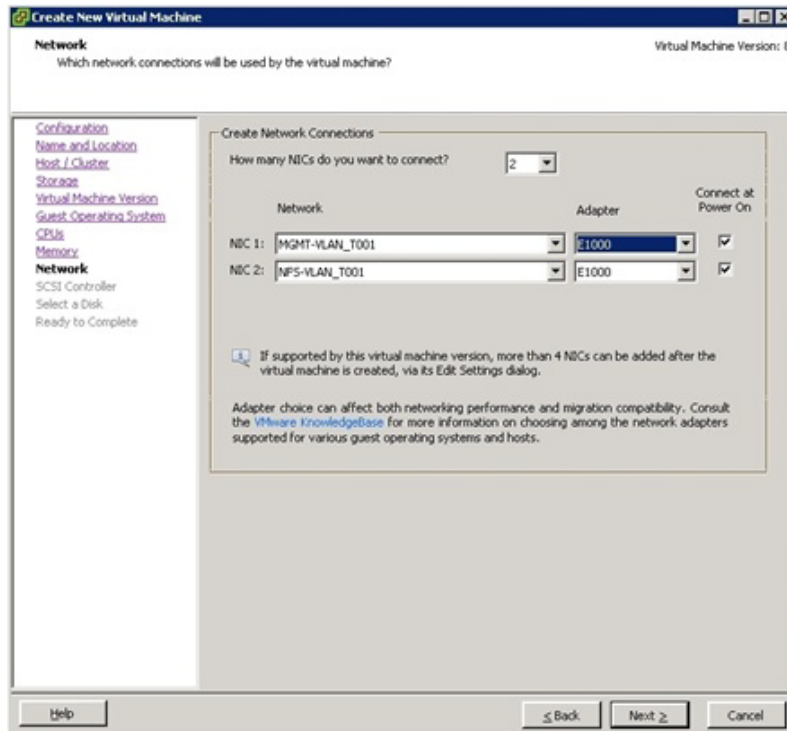 Create New Virtual Machine
Network
Which network connections will be used by the virtual machine?
Virtual Machine Version:
Configuration
Name and Location
Host / Cluster
Storage
Virtual Machine Version
Guest Operating System
CPUs
Memory
Network
SCSI Controller
Select a Disk
Ready to Complete
Create Network Connections
How many NICs do you want to connect? 2
Network Adapter Connect at Power On
NIC 1: MGMT-VLAN_T001 E1000
NIC 2: NFS-VLAN_T001 E1000
If supported by this virtual machine version, more than 4 NICs can be added after the
virtual machine is created, via its Edit Settings dialog.
Adapter choice can affect both networking performance and migration compatibility. Consult
the VMware KnowledgeBase for more information on choosing among the network adapters
supported for various guest operating systems and hosts.
Help
< Back
Next >
Cancel